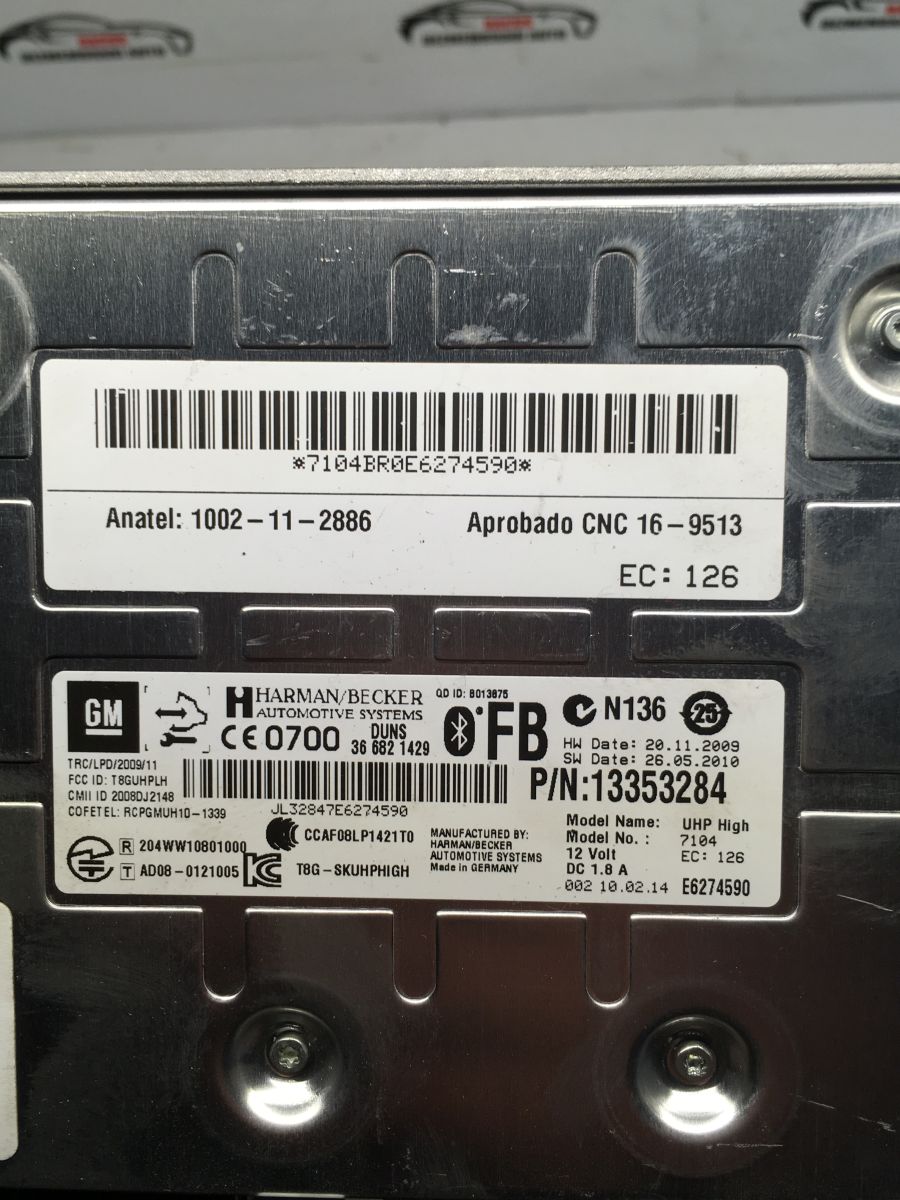 *7104BR0E6274590*
Anatel: 1002-11-2886
Aprobado CNC 16-9513
EC: 126
GM
HARMAN/BECKER
AUTOMOTIVE SYSTEMS
QD ID: B013675
CE 0700
DUNS
36 682 1429
FB
N136
25
HW Date: 20.11.2009
SW Date: 26.05.2010
TRC/LPD/2009/11
FCC ID: T8GUHPLH
CMII ID 2008DJ2148
COFETEL: RCPGMUH10-1339
JL32847E6274590
P/N:13353284
R 204WW10801000
T AD08-0121005
CCAF08LP1421T0
T8G-SKUHPHIGH
MANUFACTURED BY:
HARMAN/BECKER
AUTOMOTIVE SYSTEMS
Made in GERMANY
Model Name: UHP High
Model No.: 7104
12 Volt EC: 126
DC 1.8 A
002 10.02.14 E6274590